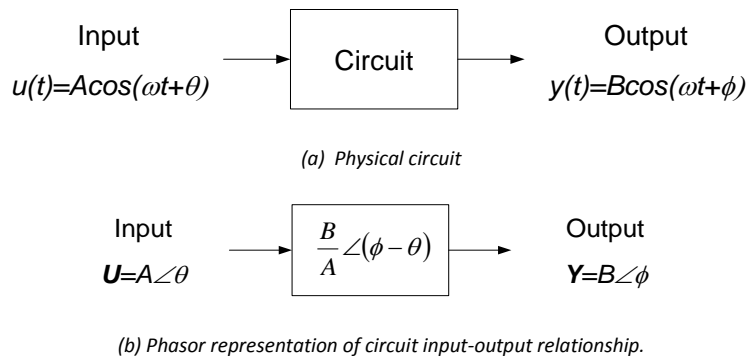 Input
Circuit
Output
u(t)=Acos(ωt+θ)
y(t)=Bcos(ωt+ϕ)
(a) Physical circuit
Input
B/A ∠(ϕ−θ)
Output
U=A∠θ
Y=B∠ϕ
(b) Phasor representation of circuit input-output relationship.